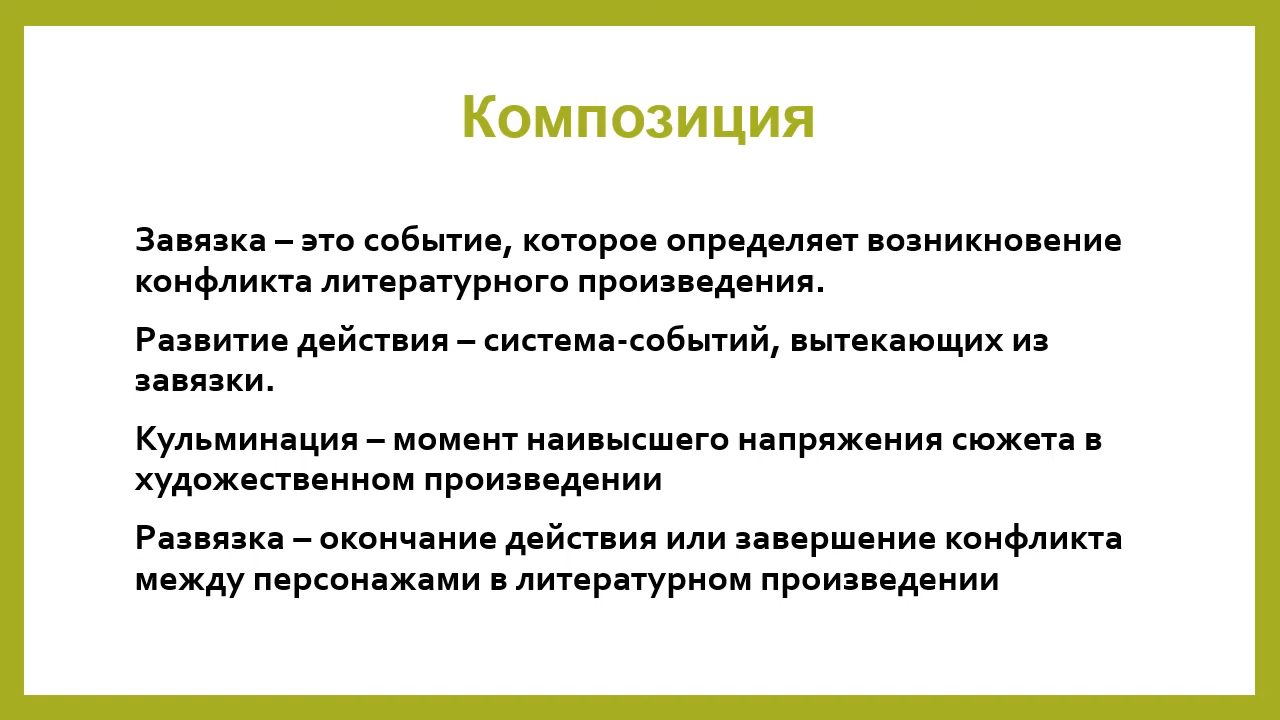 Композиция
Завязка – это событие, которое определяет возникновение
конфликта литературного произведения.
Развитие действия – система-событий, вытекающих из
завязки.
Кульминация – момент наивысшего напряжения сюжета в
художественном произведении
Развязка – окончание действия или завершение конфликта
между персонажами в литературном произведении